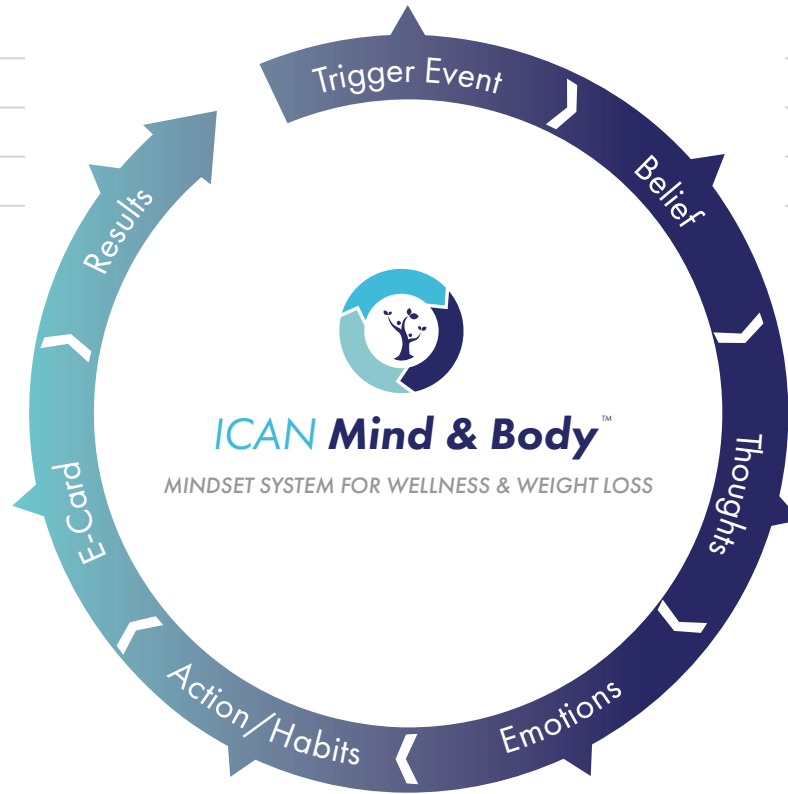 Trigger Event
Belief
Thoughts
Emotions
Action/Habits
E-Card
Results
ICAN Mind & Body™
MINDSET SYSTEM FOR WELLNESS & WEIGHT LOSS